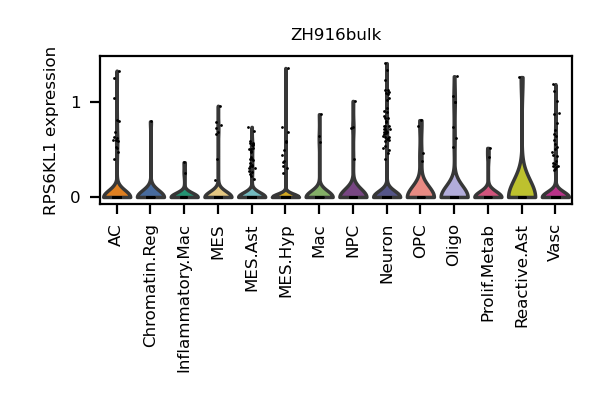 ZH916bulk
RPS6KL1 expression
1
0
AC
Chromatin.Reg
Inflammatory.Mac
MES
MES.Ast
MES.Hyp
Mac
NPC
Neuron
OPC
Oligo
Prolif.Metab
Reactive.Ast
Vasc